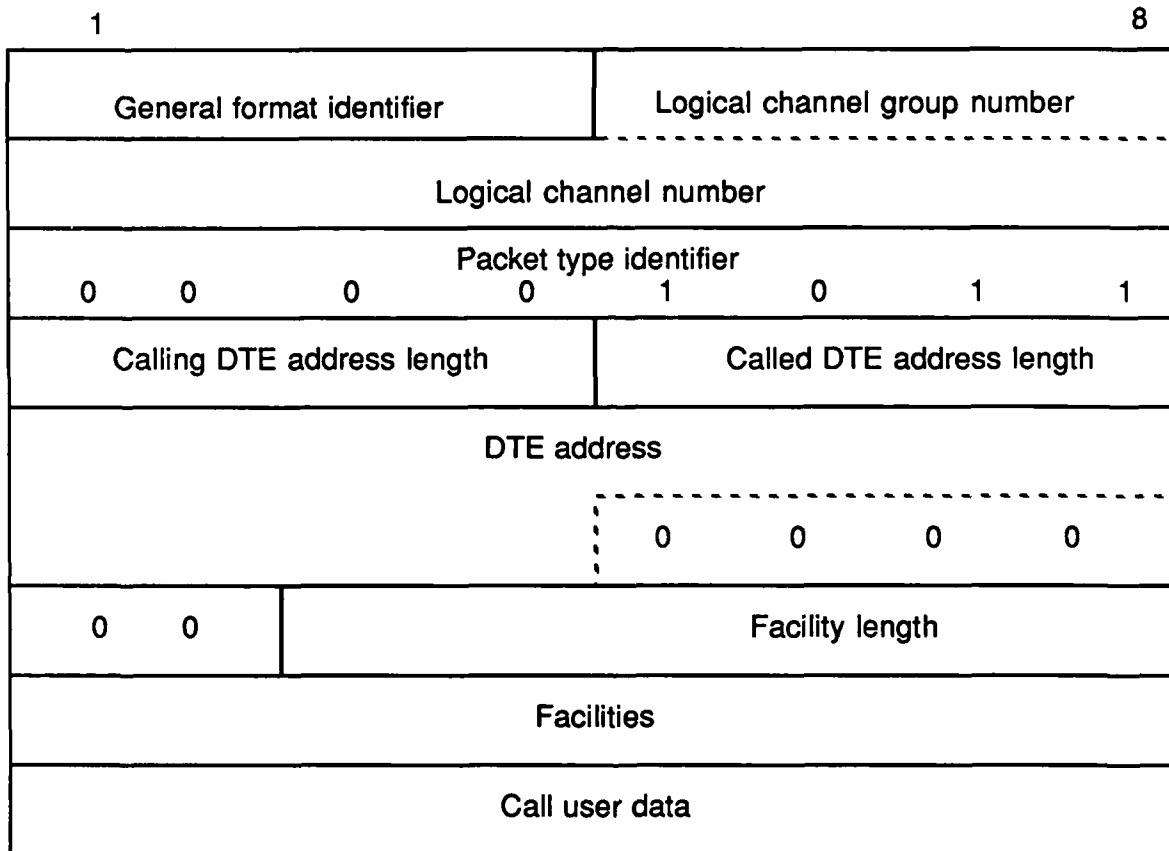 1 8
General format identifier Logical channel group number
Logical channel number
Packet type identifier
0 0 0 0 1 0 1 1
Calling DTE address length Called DTE address length
DTE address
0 0 0 0
0 0 Facility length
Facilities
Call user data